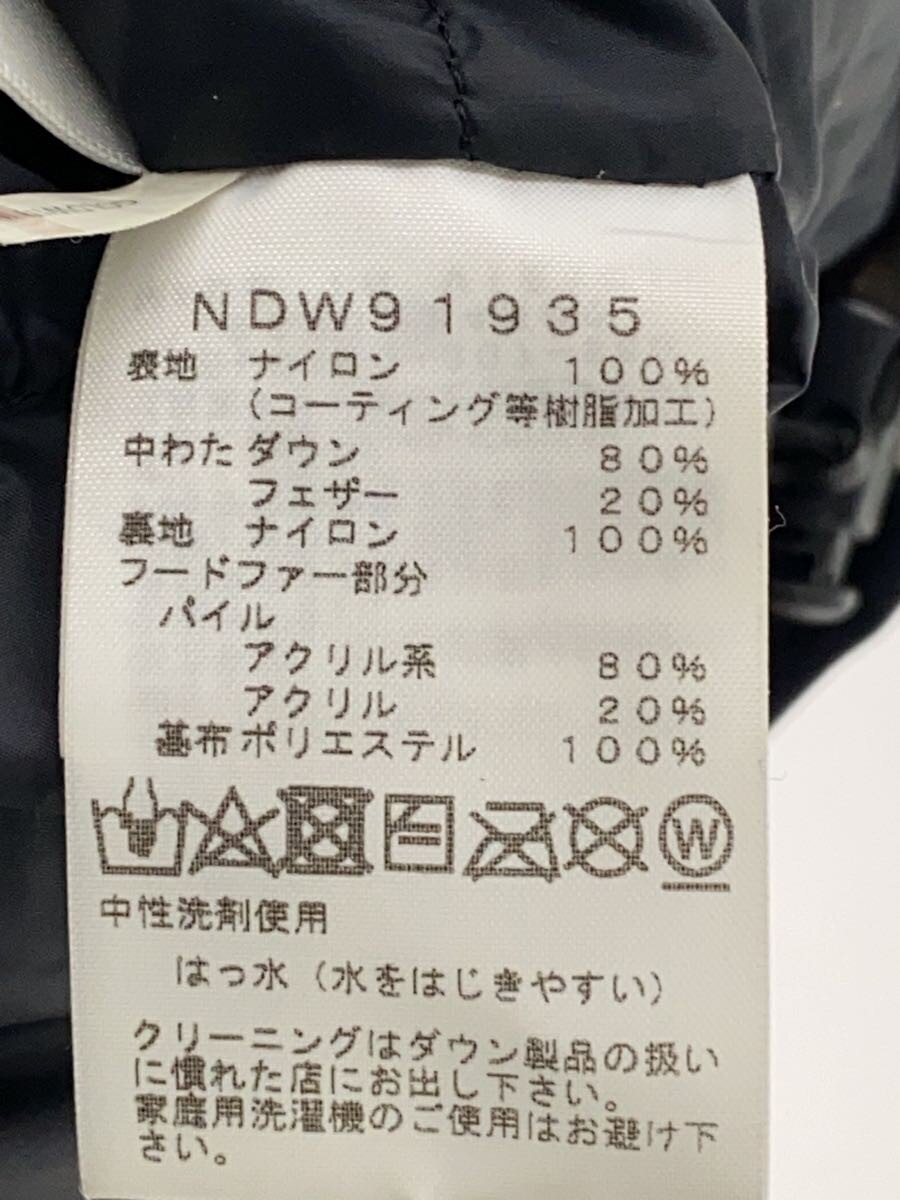 NDW91935
表地 ナイロン 100%
(コーティング等樹脂加工)
中わた ダウン 80%
フェザー 20%
裏地 ナイロン 100%
フードファー部分
パイル
アクリル系 80%
アクリル 20%
基布 ポリエステル 100%
W
中性洗剤使用
はっ水(水をはじきやすい)
クリーニングはダウン製品の扱い
に慣れた店にお出し下さい。
家庭用洗濯機のご使用はお避け下
さい。